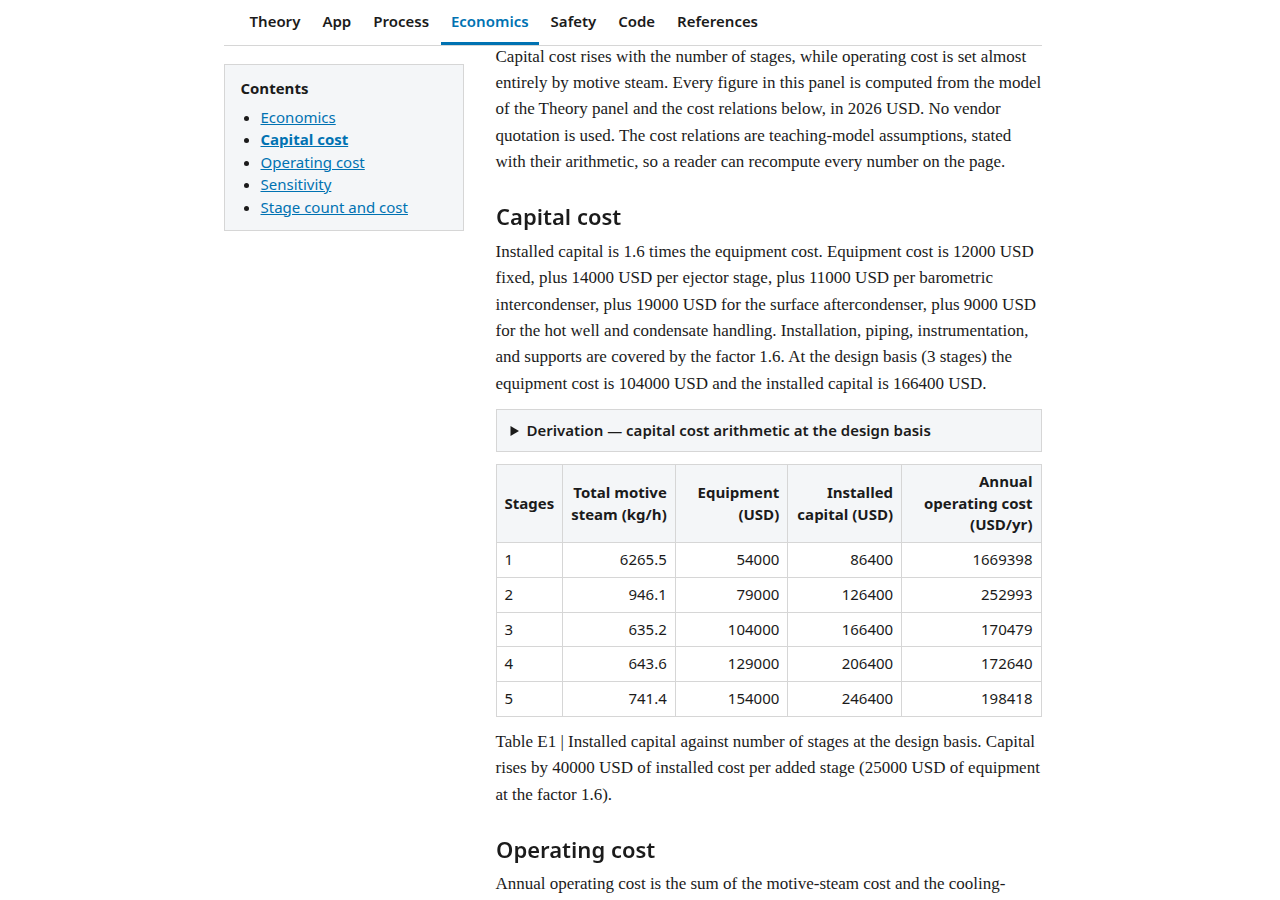 Theory App Process Economics Safety Code References
Contents
Economics
Capital cost
Operating cost
Sensitivity
Stage count and cost
Capital cost rises with the number of stages, while operating cost is set almost
entirely by motive steam. Every figure in this panel is computed from the model
of the Theory panel and the cost relations below, in 2026 USD. No vendor
quotation is used. The cost relations are teaching-model assumptions, stated
with their arithmetic, so a reader can recompute every number on the page.
Capital cost
Installed capital is 1.6 times the equipment cost. Equipment cost is 12000 USD
fixed, plus 14000 USD per ejector stage, plus 11000 USD per barometric
intercondenser, plus 19000 USD for the surface aftercondenser, plus 9000 USD
for the hot well and condensate handling. Installation, piping, instrumentation,
and supports are covered by the factor 1.6. At the design basis (3 stages) the
equipment cost is 104000 USD and the installed capital is 166400 USD.
Derivation — capital cost arithmetic at the design basis
Stages Total motive steam (kg/h) Equipment (USD) Installed capital (USD) Annual operating cost (USD/yr)
1 6265.5 54000 86400 1669398
2 946.1 79000 126400 252993
3 635.2 104000 166400 170479
4 643.6 129000 206400 172640
5 741.4 154000 246400 198418
Table E1 | Installed capital against number of stages at the design basis. Capital
rises by 40000 USD of installed cost per added stage (25000 USD of equipment
at the factor 1.6).
Operating cost
Annual operating cost is the sum of the motive-steam cost and the cooling-